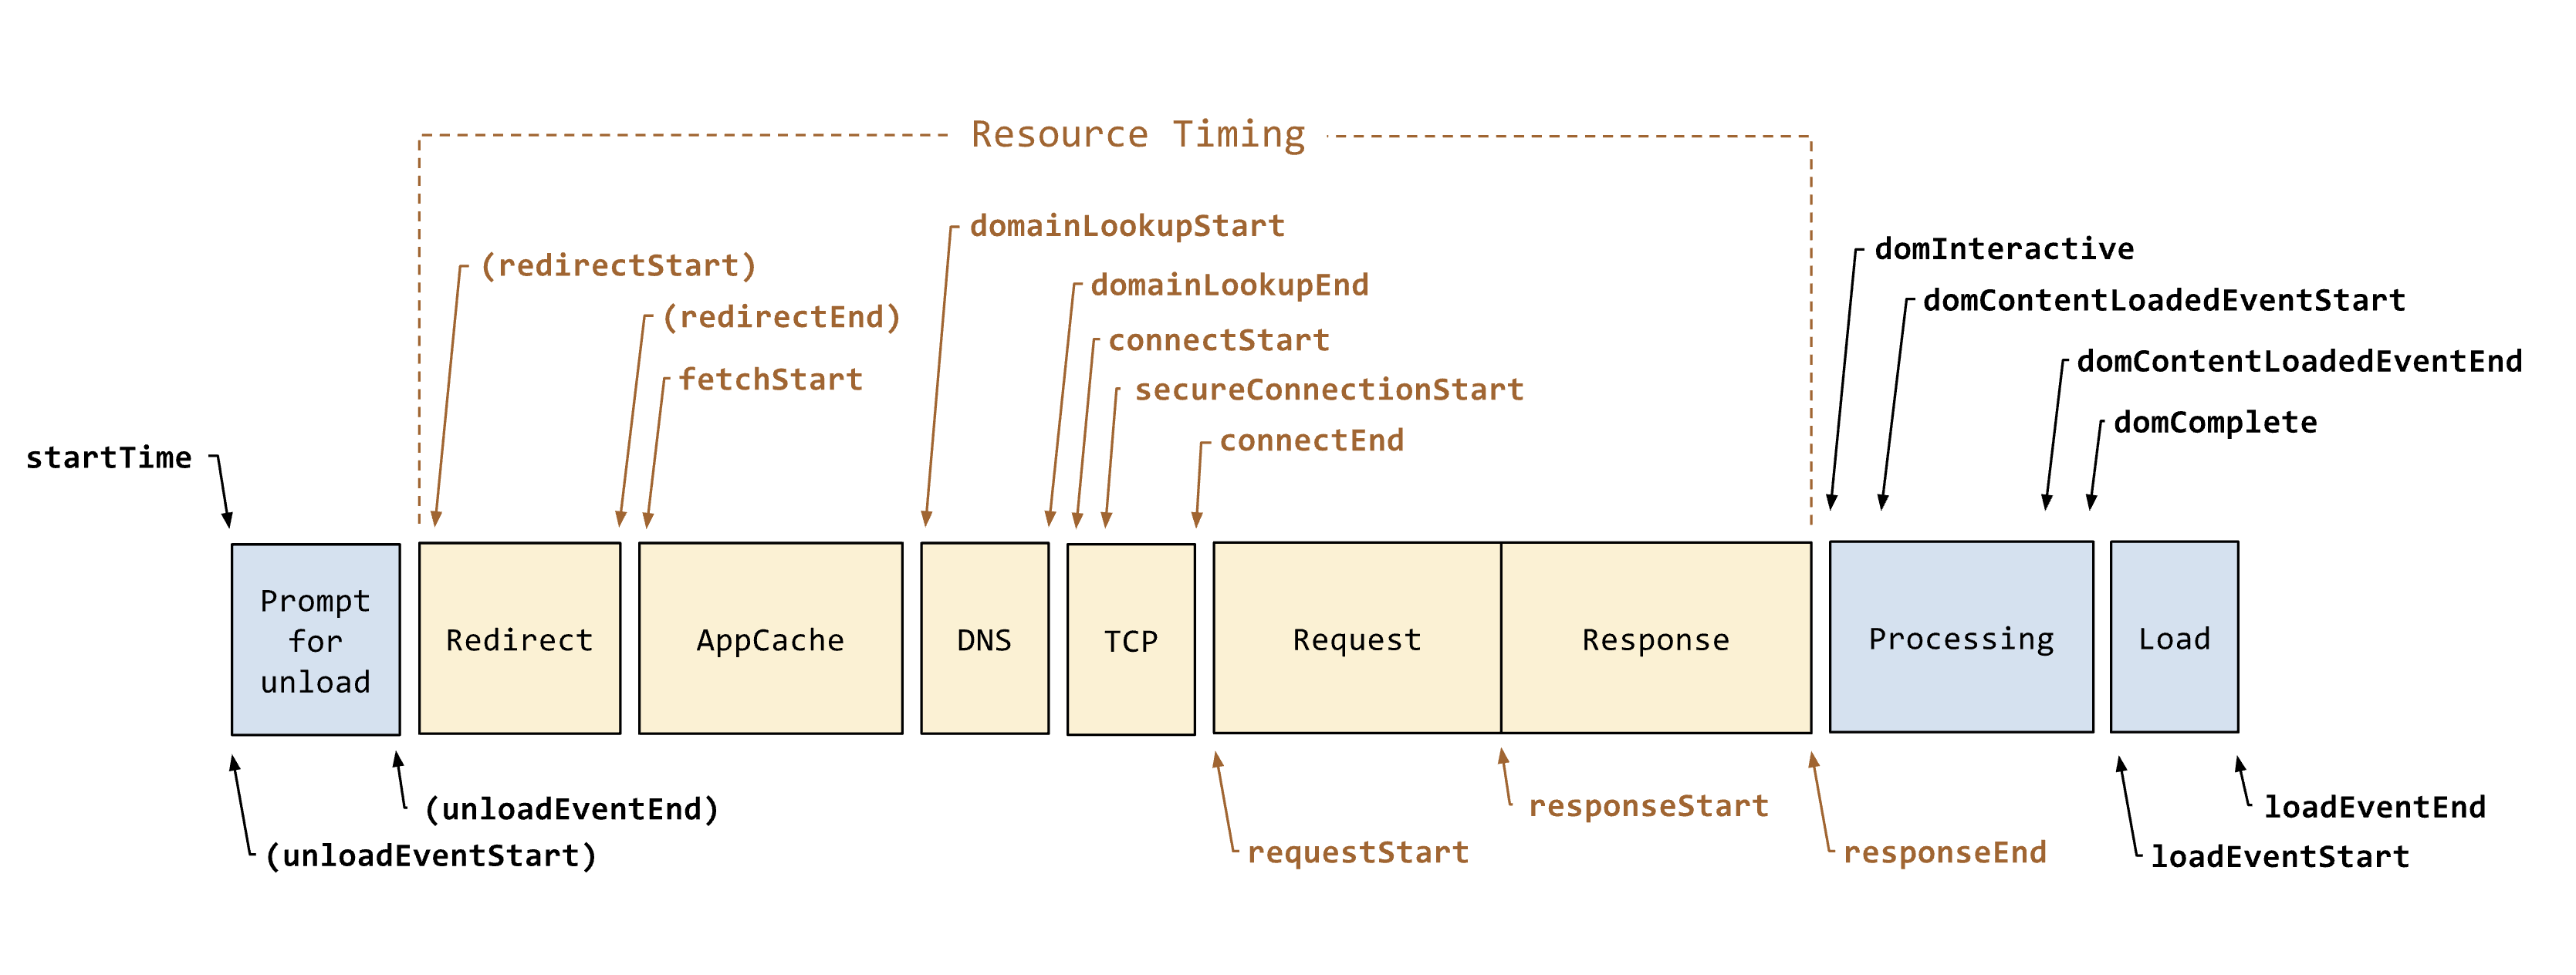 Resource Timing
domainLookupStart
domInteractive
(redirectStart)
domainLookupEnd
domContentLoadedEventStart
(redirectEnd)
connectStart
domContentLoadedEventEnd
fetchStart
secureConnectionStart
domComplete
connectEnd
startTime
Prompt
for
unload
Redirect
AppCache
DNS
TCP
Request
Response
Processing
Load
(unloadEventEnd)
responseStart
loadEventEnd
(unloadEventStart)
requestStart
responseEnd
loadEventStart